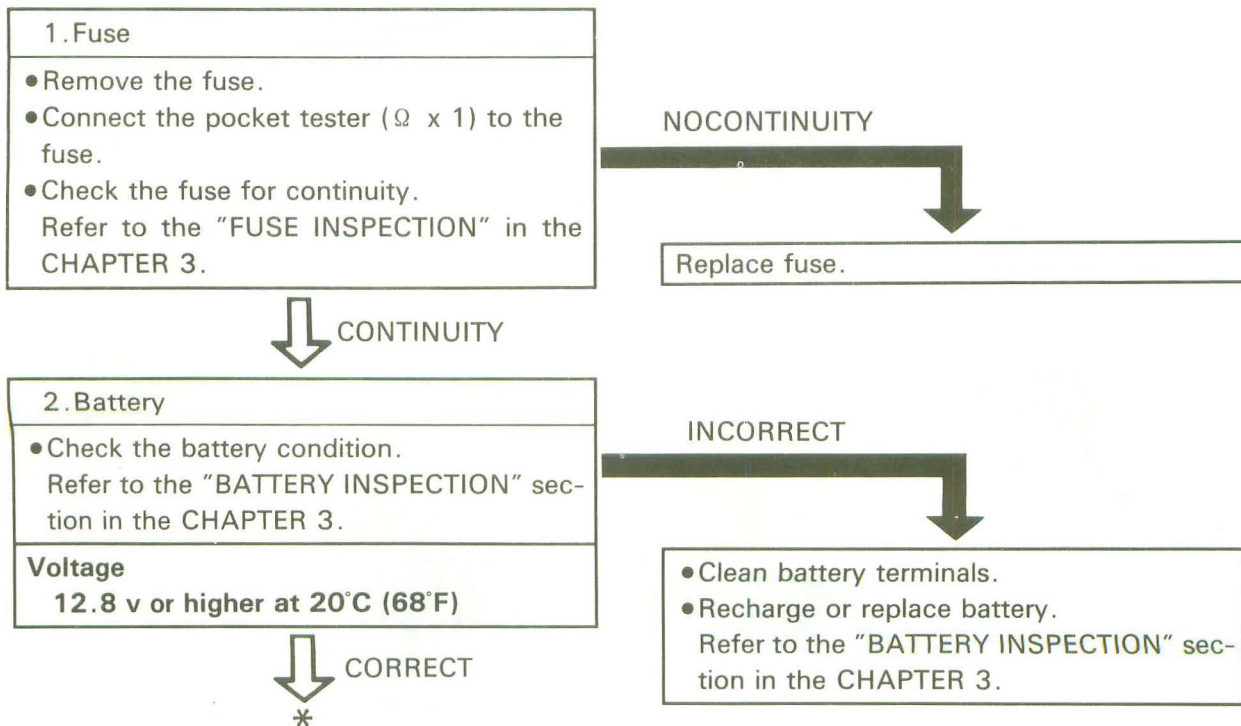 1.Fuse
•Remove the fuse.
•Connect the pocket tester (Ω x 1) to the
fuse.
•Check the fuse for continuity.
Refer to the "FUSE INSPECTION" in the
CHAPTER 3.
NOCONTINUITY
Replace fuse.
CONTINUITY
2.Battery
•Check the battery condition.
Refer to the "BATTERY INSPECTION" sec-
tion in the CHAPTER 3.
Voltage
12.8 v or higher at 20°C (68°F)
INCORRECT
•Clean battery terminals.
•Recharge or replace battery.
Refer to the "BATTERY INSPECTION" sec-
tion in the CHAPTER 3.
CORRECT
*